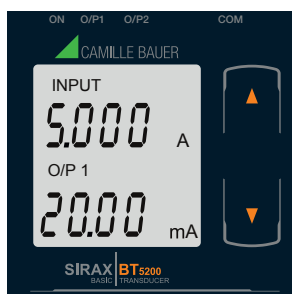 ON O/P1 O/P2 COM
CAMILLE BAUER
INPUT
5.000 A
O/P 1
20.00 mA
SIRAX BT5200
BASIC TRANSDUCER